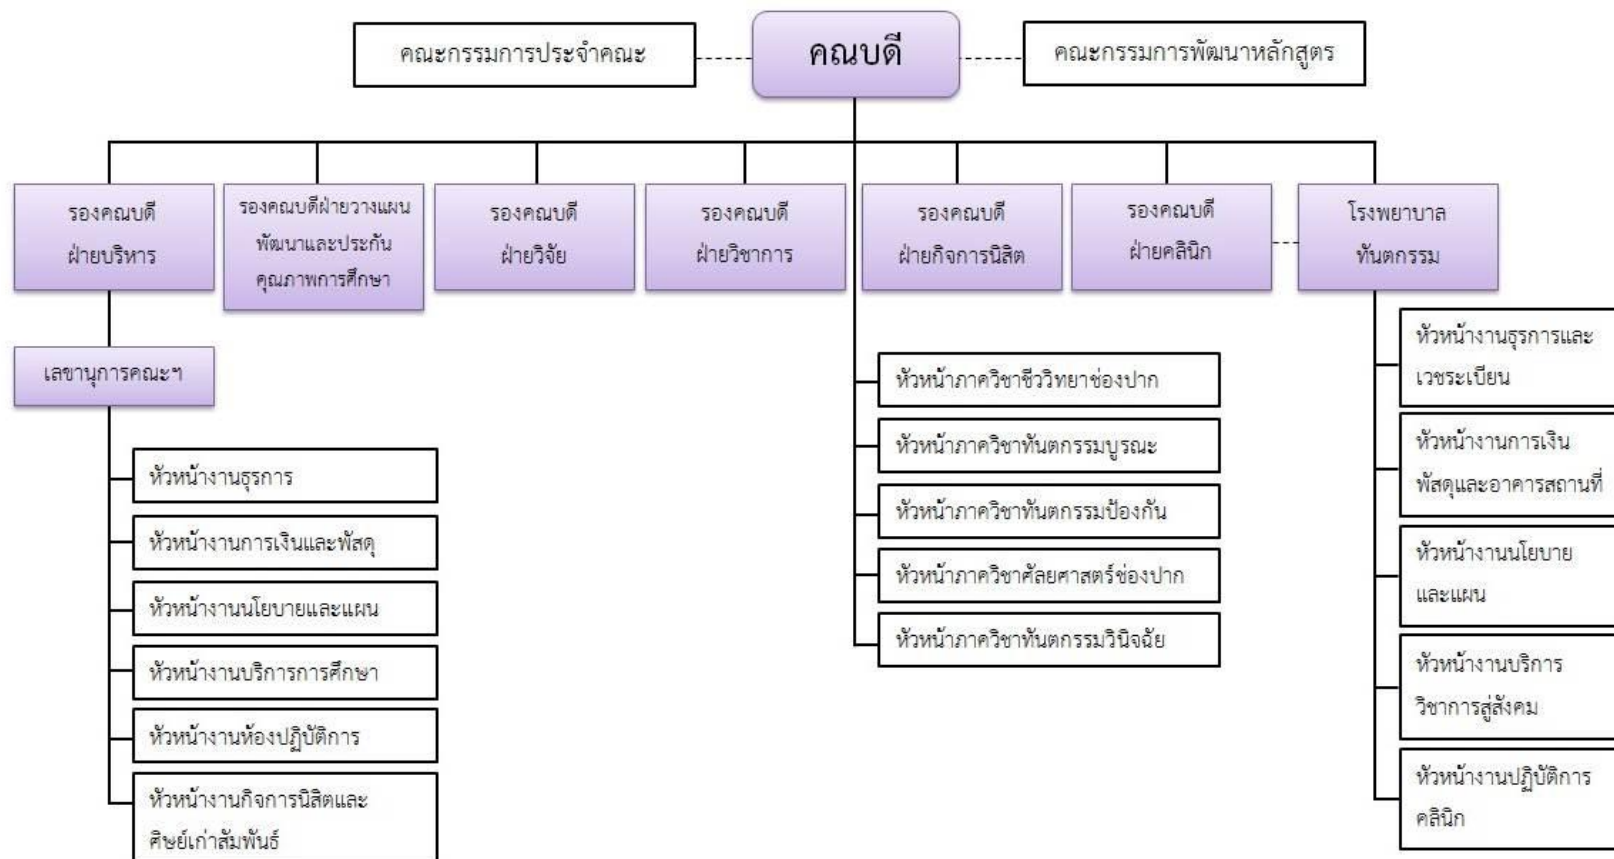 คณะกรรมการประจำคณะ
คณบดี
คณะกรรมการพัฒนาหลักสูตร
รองคณบดี
ฝ่ายบริหาร
รองคณบดีฝ่ายวางแผน
พัฒนาและประกัน
คุณภาพการศึกษา
รองคณบดี
ฝ่ายวิจัย
รองคณบดี
ฝ่ายวิชาการ
รองคณบดี
ฝ่ายกิจการนิสิต
รองคณบดี
ฝ่ายคลินิก
โรงพยาบาล
ทันตกรรม
เลขานุการคณะฯ
หัวหน้างานธุรการ
หัวหน้างานการเงินและพัสดุ
หัวหน้างานนโยบายและแผน
หัวหน้างานบริการการศึกษา
หัวหน้างานห้องปฏิบัติการ
หัวหน้างานกิจการนิสิตและ
ศิษย์เก่าสัมพันธ์
หัวหน้าภาควิชาชีววิทยาช่องปาก
หัวหน้าภาควิชาทันตกรรมบูรณะ
หัวหน้าภาควิชาทันตกรรมป้องกัน
หัวหน้าภาควิชาศัลยศาสตร์ช่องปาก
หัวหน้าภาควิชาทันตกรรมวินิจฉัย
หัวหน้างานธุรการและ
เวชระเบียน
หัวหน้างานการเงิน
พัสดุและอาคารสถานที่
หัวหน้างานนโยบาย
และแผน
หัวหน้างานบริการ
วิชาการสู่สังคม
หัวหน้างานปฏิบัติการ
คลินิก